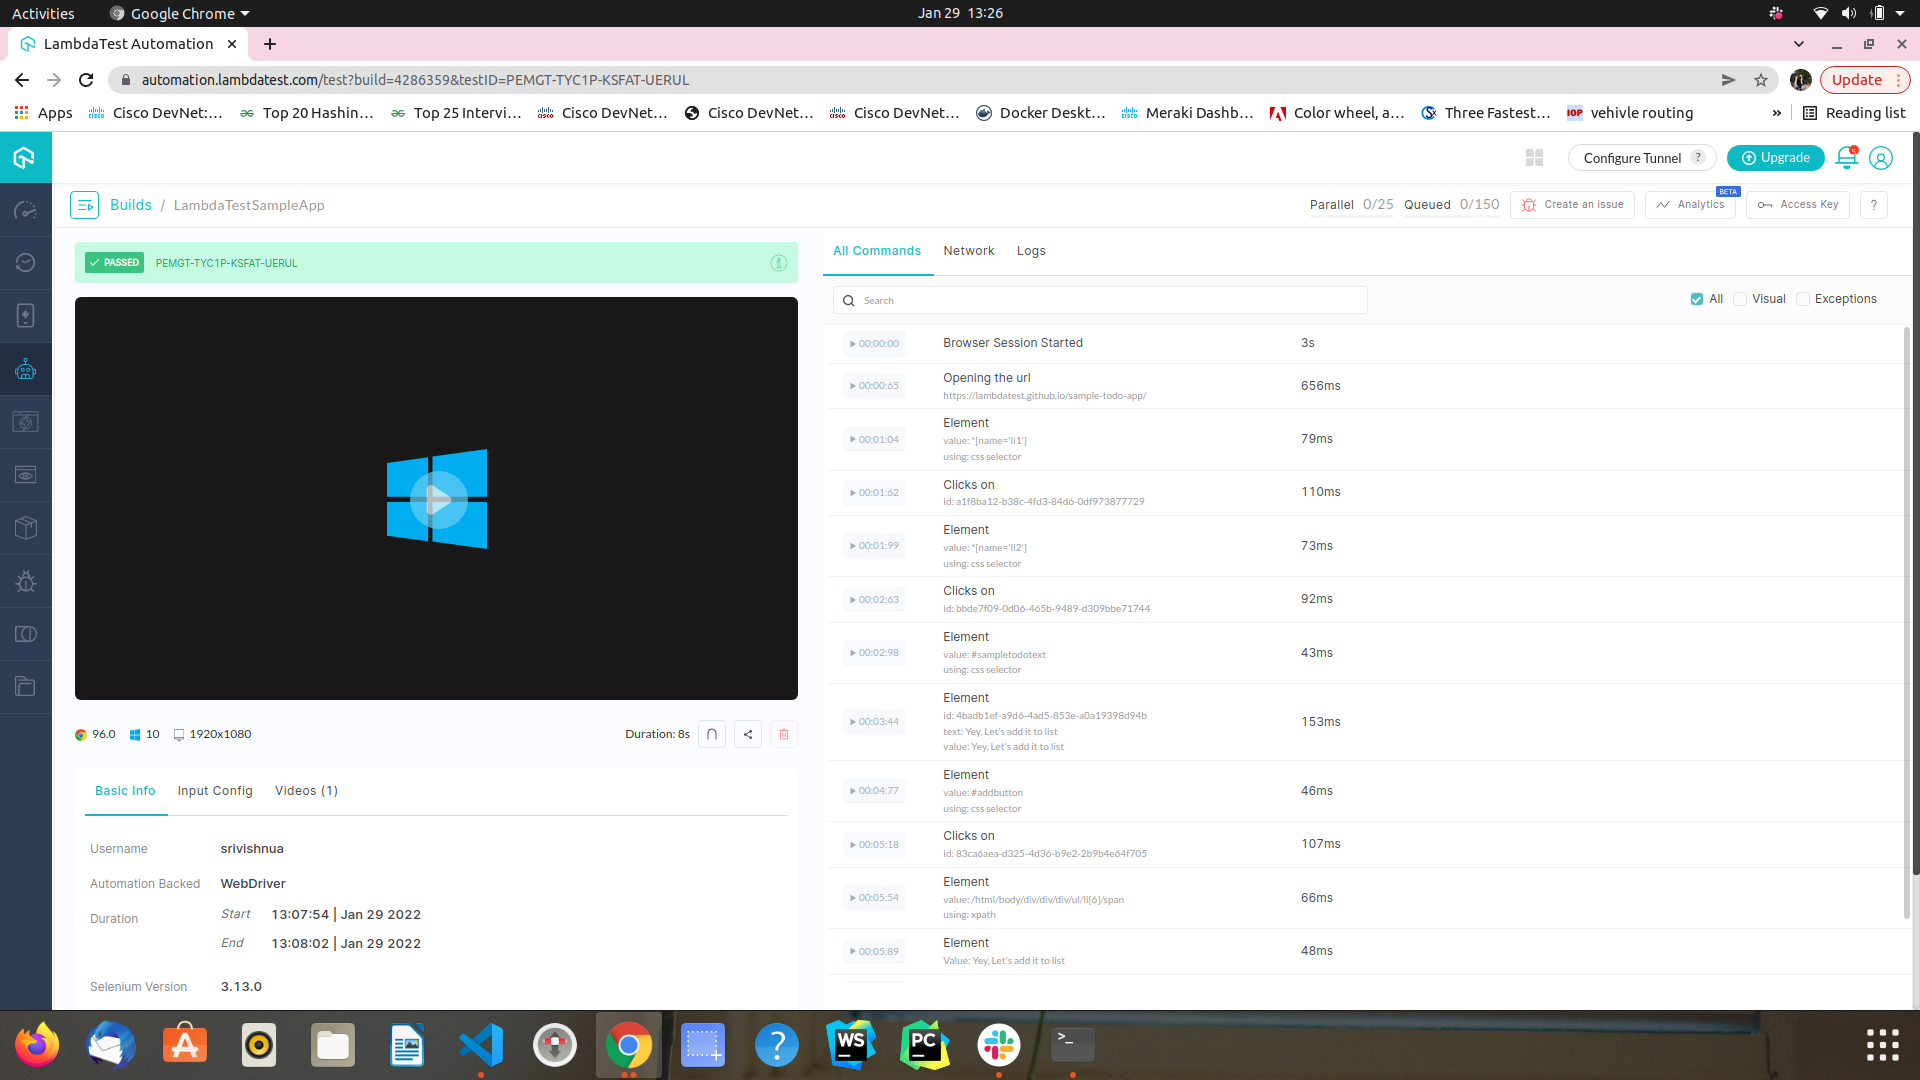 Activities
Google Chrome
Jan 29 13:26
LambdaTest Automation
automation.lambdatest.com/test?build=4286359&testID=PEMGT-TYC1P-KSFAT-UERUL
Update
Apps
Cisco DevNet:...
Top 20 Hashin...
Top 25 Intervi...
Cisco DevNet...
Cisco DevNet...
Cisco DevNet...
Docker Deskt...
Meraki Dashb...
Color wheel, a...
Three Fastest...
IOP
vehivle routing
»
Reading list
Configure Tunnel ?
Upgrade
Builds / LambdaTestSampleApp
Parallel 0/25
Queued 0/150
Create an issue
BETA
Analytics
Access Key
?
PASSED
PEMGT-TYC1P-KSFAT-UERUL
96.0
10
1920x1080
Duration: 8s
Basic Info
Input Config
Videos (1)
Username
srivishnua
Automation Backed
WebDriver
Duration
Start
13:07:54 | Jan 29 2022
End
13:08:02 | Jan 29 2022
Selenium Version
3.13.0
All Commands
Network
Logs
Search
All
Visual
Exceptions
00:00:00
Browser Session Started
3s
00:00:65
Opening the url
https://lambdatest.github.io/sample-todo-app/
656ms
00:01:04
Element
value: *[name='li1']
using: css selector
79ms
00:01:62
Clicks on
id: a1f8ba12-b38c-4fd3-84d6-0df973877729
110ms
00:01:99
Element
value: *[name='li2']
using: css selector
73ms
00:02:63
Clicks on
id: bbde7f09-0d06-465b-9489-d309bbe71744
92ms
00:02:98
Element
value: #sampletodotext
using: css selector
43ms
00:03:44
Element
id: 4badb1ef-a9d6-4ad5-853e-a0a19398d94b
text: Yey, Let's add it to list
value: Yey, Let's add it to list
153ms
00:04:77
Element
value: #addbutton
using: css selector
46ms
00:05:18
Clicks on
id: 83ca6aea-d325-4d36-b9e2-2b9b4e64f705
107ms
00:05:54
Element
value: /html/body/div/div/div/ul/li[6]/span
using: xpath
66ms
00:05:89
Element
Value: Yey, Let's add it to list
48ms
WS
PC